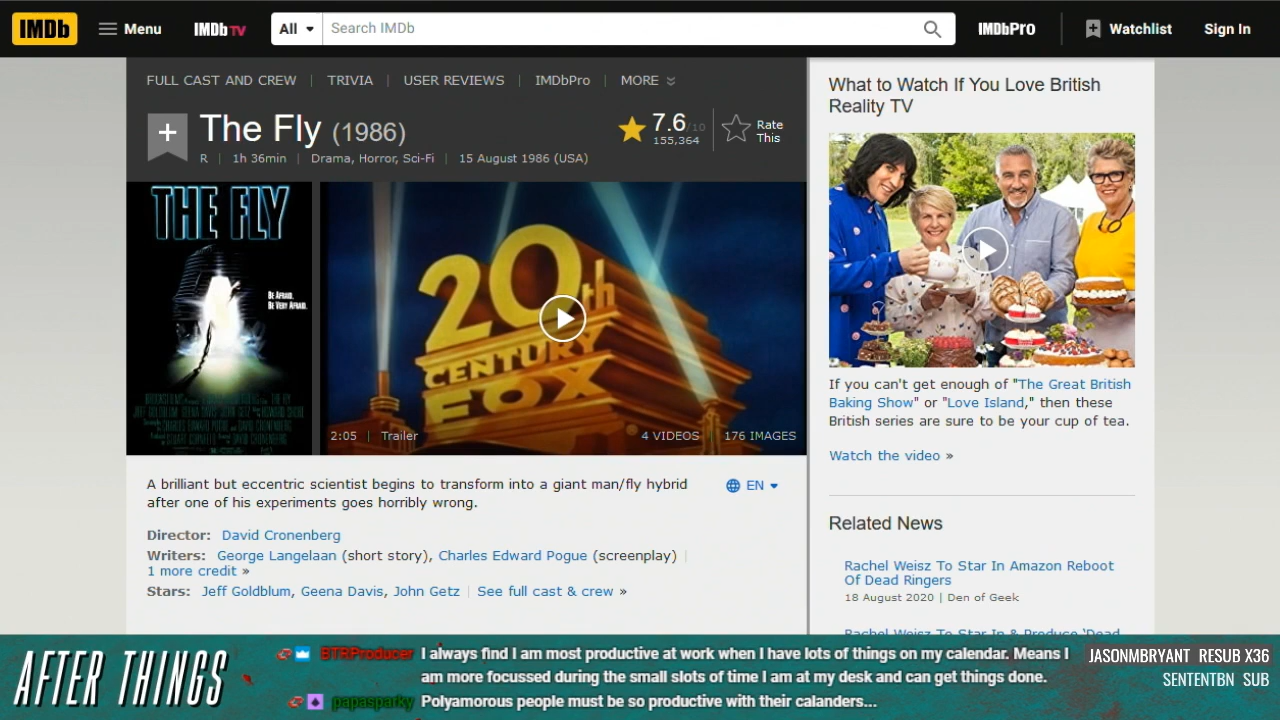 IMDb
Menu
IMDb TV
All
Search IMDb
IMDbPro
Watchlist
Sign In
FULL CAST AND CREW | TRIVIA | USER REVIEWS | IMDbPro | MORE
The Fly (1986)
7.6/10
155,364
Rate This
R | 1h 36min | Drama, Horror, Sci-Fi | 15 August 1986 (USA)
THE FLY
BE AFRAID.
BE VERY AFRAID.
20th
CENTURY
FOX
2:05 | Trailer
4 VIDEOS | 176 IMAGES
A brilliant but eccentric scientist begins to transform into a giant man/fly hybrid
after one of his experiments goes horribly wrong.
EN
Director: David Cronenberg
Writers: George Langelaan (short story), Charles Edward Pogue (screenplay) |
1 more credit »
Stars: Jeff Goldblum, Geena Davis, John Getz | See full cast & crew »
What to Watch If You Love British
Reality TV
If you can't get enough of "The Great British
Baking Show" or "Love Island," then these
British series are sure to be your cup of tea.
Watch the video »
Related News
Rachel Weisz To Star In Amazon Reboot
Of Dead Ringers
18 August 2020 | Den of Geek
Rachel Weisz To Star In & Produce 'Dead
AFTER THINGS
BTRProducer I always find I am most productive at work when I have lots of things on my calendar. Means I
am more focussed during the small slots of time I am at my desk and can get things done.
papasparky Polyamorous people must be so productive with their calanders...
JASONMBRYANT RESUB X36
SENTENTBN SUB